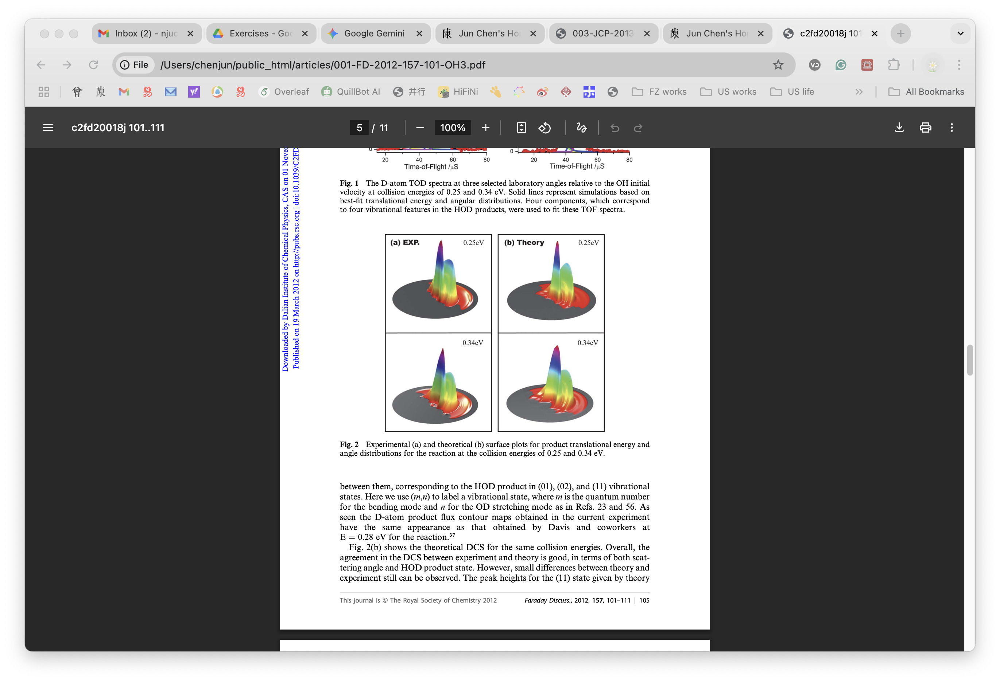 Inbox (2) - njuc
Exercises - Goo
Google Gemini
Jun Chen's Ho
003-JCP-2013
Jun Chen's Ho
c2fd20018j 101
File
/Users/chenjun/public_html/articles/001-FD-2012-157-101-OH3.pdf
曾
陳
Overleaf
QuillBot AI
并行
HiFiNi
FZ works
US works
US life
All Bookmarks
c2fd20018j 101..111
5 / 11
100%
Downloaded by Dalian Institute of Chemical Physics, CAS on 01 Nover
Published on 19 March 2012 on http://pubs.rsc.org | doi:10.1039/C2FD
0
20 40 60 80
Time-of-Flight /µS
0
20 40 60 80
Time-of-Flight /µS
Fig. 1 The D-atom TOD spectra at three selected laboratory angles relative to the OH initial
velocity at collision energies of 0.25 and 0.34 eV. Solid lines represent simulations based on
best-fit translational energy and angular distributions. Four components, which correspond
to four vibrational features in the HOD products, were used to fit these TOF spectra.
(a) EXP. 0.25eV
(b) Theory 0.25eV
0.34eV
0.34eV
Fig. 2 Experimental (a) and theoretical (b) surface plots for product translational energy and
angle distributions for the reaction at the collision energies of 0.25 and 0.34 eV.
between them, corresponding to the HOD product in (01), (02), and (11) vibrational
states. Here we use (m,n) to label a vibrational state, where m is the quantum number
for the bending mode and n for the OD stretching mode as in Refs. 23 and 56. As
seen the D-atom product flux contour maps obtained in the current experiment
have the same appearance as that obtained by Davis and coworkers at
E = 0.28 eV for the reaction.³⁷
Fig. 2(b) shows the theoretical DCS for the same collision energies. Overall, the
agreement in the DCS between experiment and theory is good, in terms of both scat-
tering angle and HOD product state. However, small differences between theory and
experiment still can be observed. The peak heights for the (11) state given by theory
This journal is © The Royal Society of Chemistry 2012
Faraday Discuss., 2012, 157, 101–111 | 105